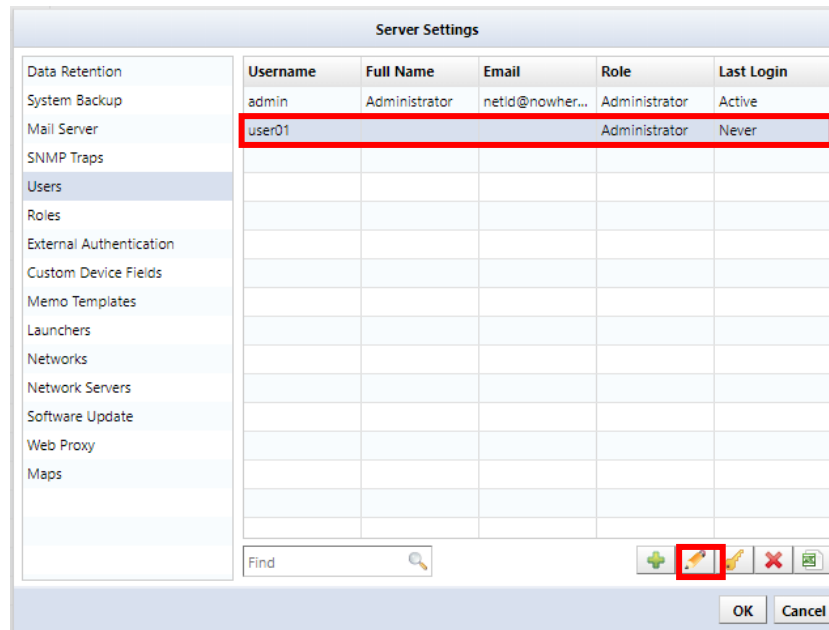 Server Settings
Data Retention
System Backup
Mail Server
SNMP Traps
Users
Roles
External Authentication
Custom Device Fields
Memo Templates
Launchers
Networks
Network Servers
Software Update
Web Proxy
Maps
Username Full Name Email Role Last Login
admin Administrator netld@nowher... Administrator Active
user01 Administrator Never
Find
OK Cancel